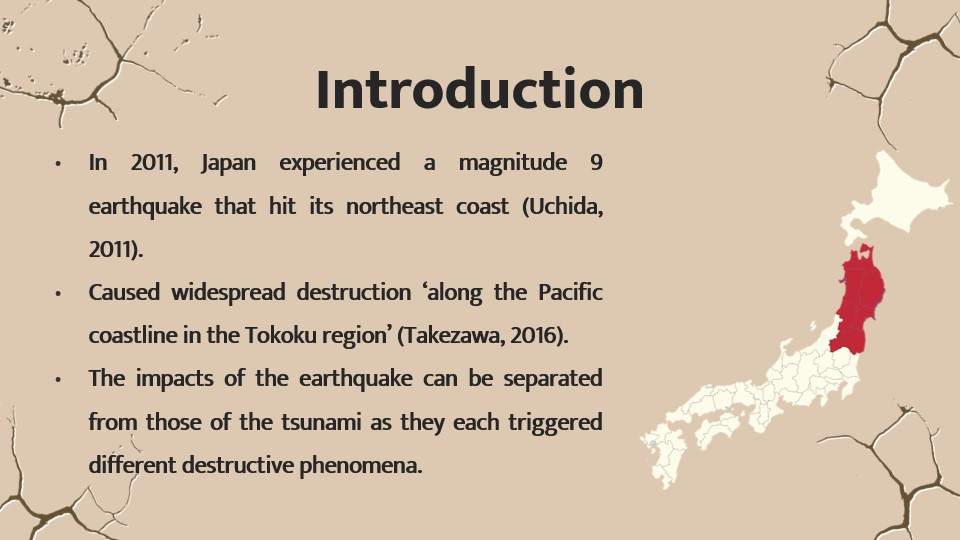 Introduction
• In 2011, Japan experienced a magnitude 9
earthquake that hit its northeast coast (Uchida,
2011).
• Caused widespread destruction ‘along the Pacific
coastline in the Tokoku region’ (Takezawa, 2016).
• The impacts of the earthquake can be separated
from those of the tsunami as they each triggered
different destructive phenomena.